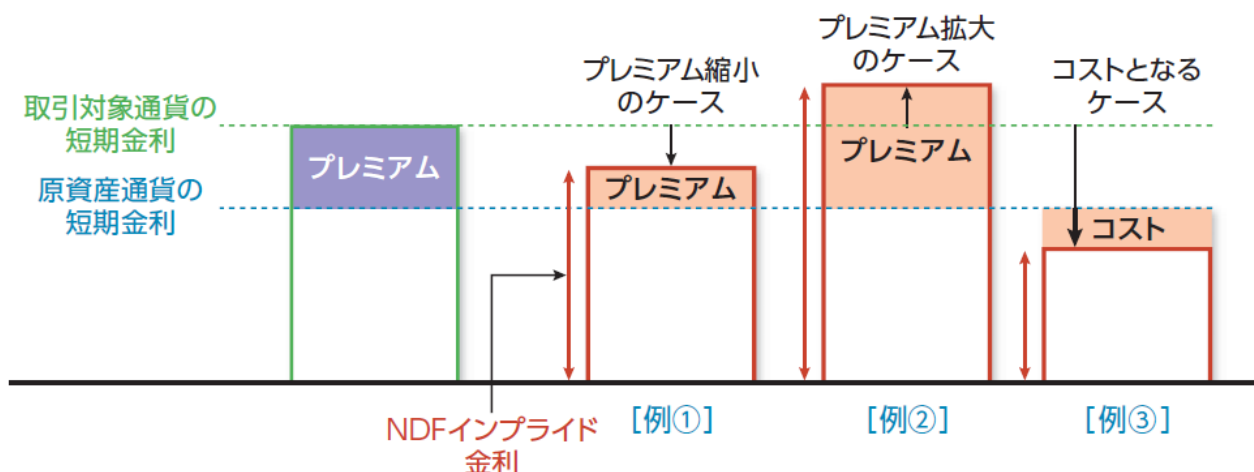 取引対象通貨の
短期金利
原資産通貨の
短期金利
プレミアム
プレミアム縮小
のケース
プレミアム
プレミアム拡大
のケース
プレミアム
コストとなる
ケース
コスト
NDFインプライド
金利
[例①]
[例②]
[例③]